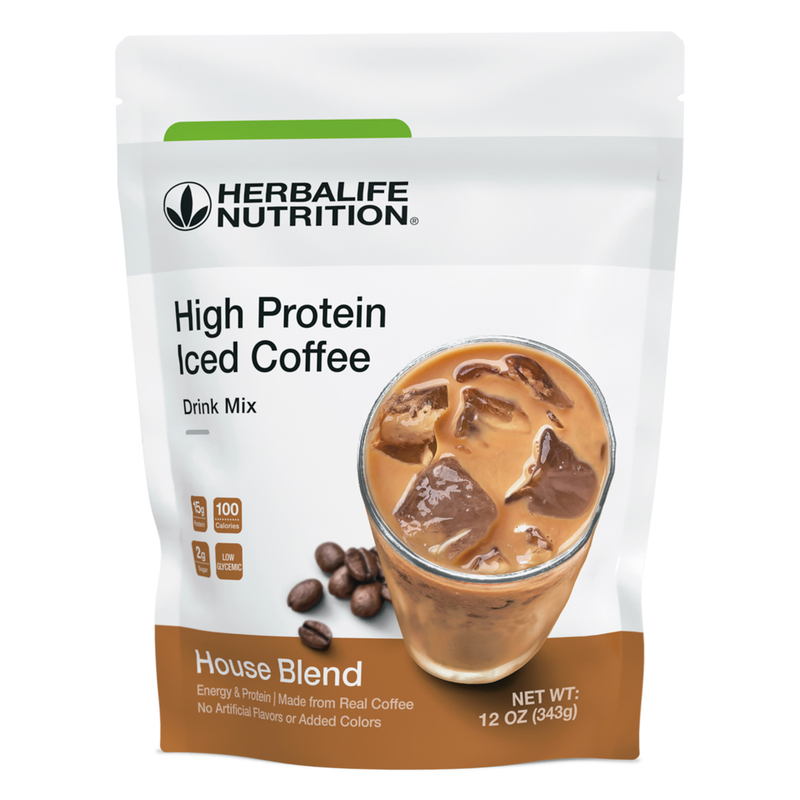 HERBALIFE
NUTRITION®
High Protein
Iced Coffee
Drink Mix
15g
Protein
100
Calories
2g
Sugar
LOW
GLYCEMIC
House Blend
Energy & Protein | Made from Real Coffee
No Artificial Flavors or Added Colors
NET WT:
12 OZ (343g)